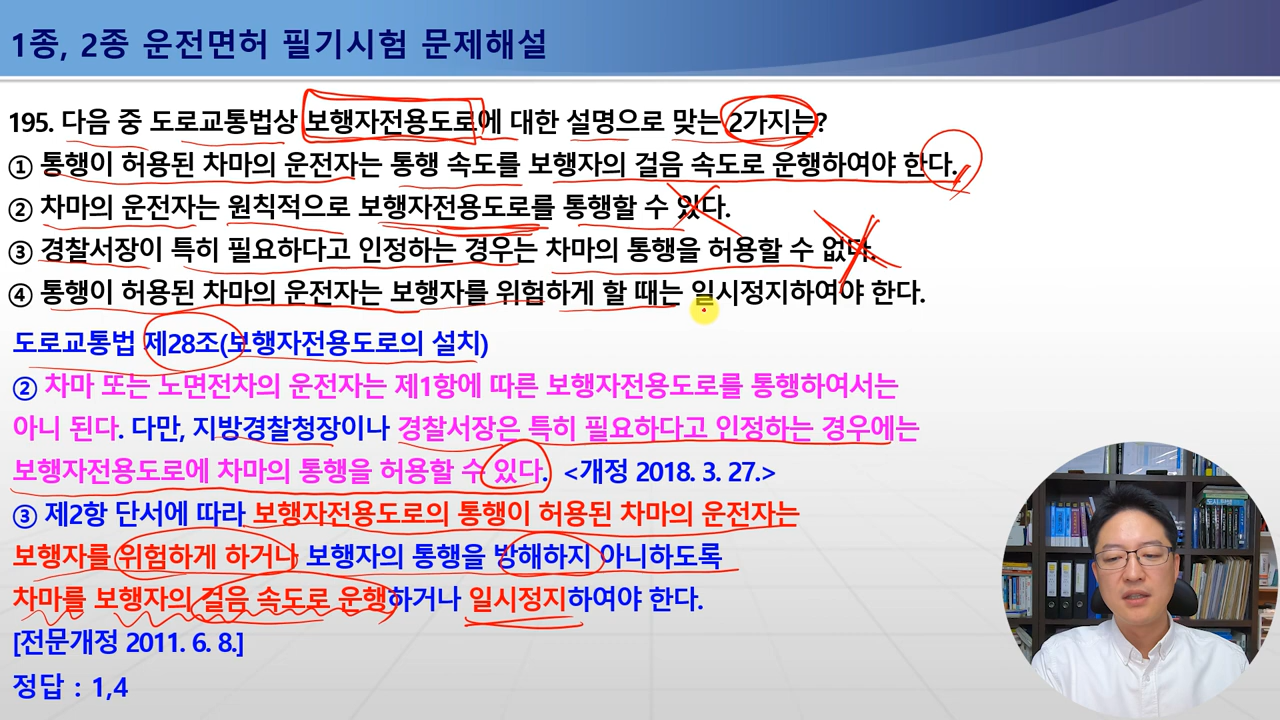 1종, 2종 운전면허 필기시험 문제해설
195. 다음 중 도로교통법상 보행자전용도로에 대한 설명으로 맞는 2가지는?
① 통행이 허용된 차마의 운전자는 통행 속도를 보행자의 걸음 속도로 운행하여야 한다.
② 차마의 운전자는 원칙적으로 보행자전용도로를 통행할 수 있다.
③ 경찰서장이 특히 필요하다고 인정하는 경우는 차마의 통행을 허용할 수 없다.
④ 통행이 허용된 차마의 운전자는 보행자를 위험하게 할 때는 일시정지하여야 한다.
도로교통법 제28조(보행자전용도로의 설치)
② 차마 또는 노면전차의 운전자는 제1항에 따른 보행자전용도로를 통행하여서는
아니 된다. 다만, 지방경찰청장이나 경찰서장은 특히 필요하다고 인정하는 경우에는
보행자전용도로에 차마의 통행을 허용할 수 있다. <개정 2018. 3. 27.>
③ 제2항 단서에 따라 보행자전용도로의 통행이 허용된 차마의 운전자는
보행자를 위험하게 하거나 보행자의 통행을 방해하지 아니하도록
차마를 보행자의 걸음 속도로 운행하거나 일시정지하여야 한다.
[전문개정 2011. 6. 8.]
정답 : 1,4